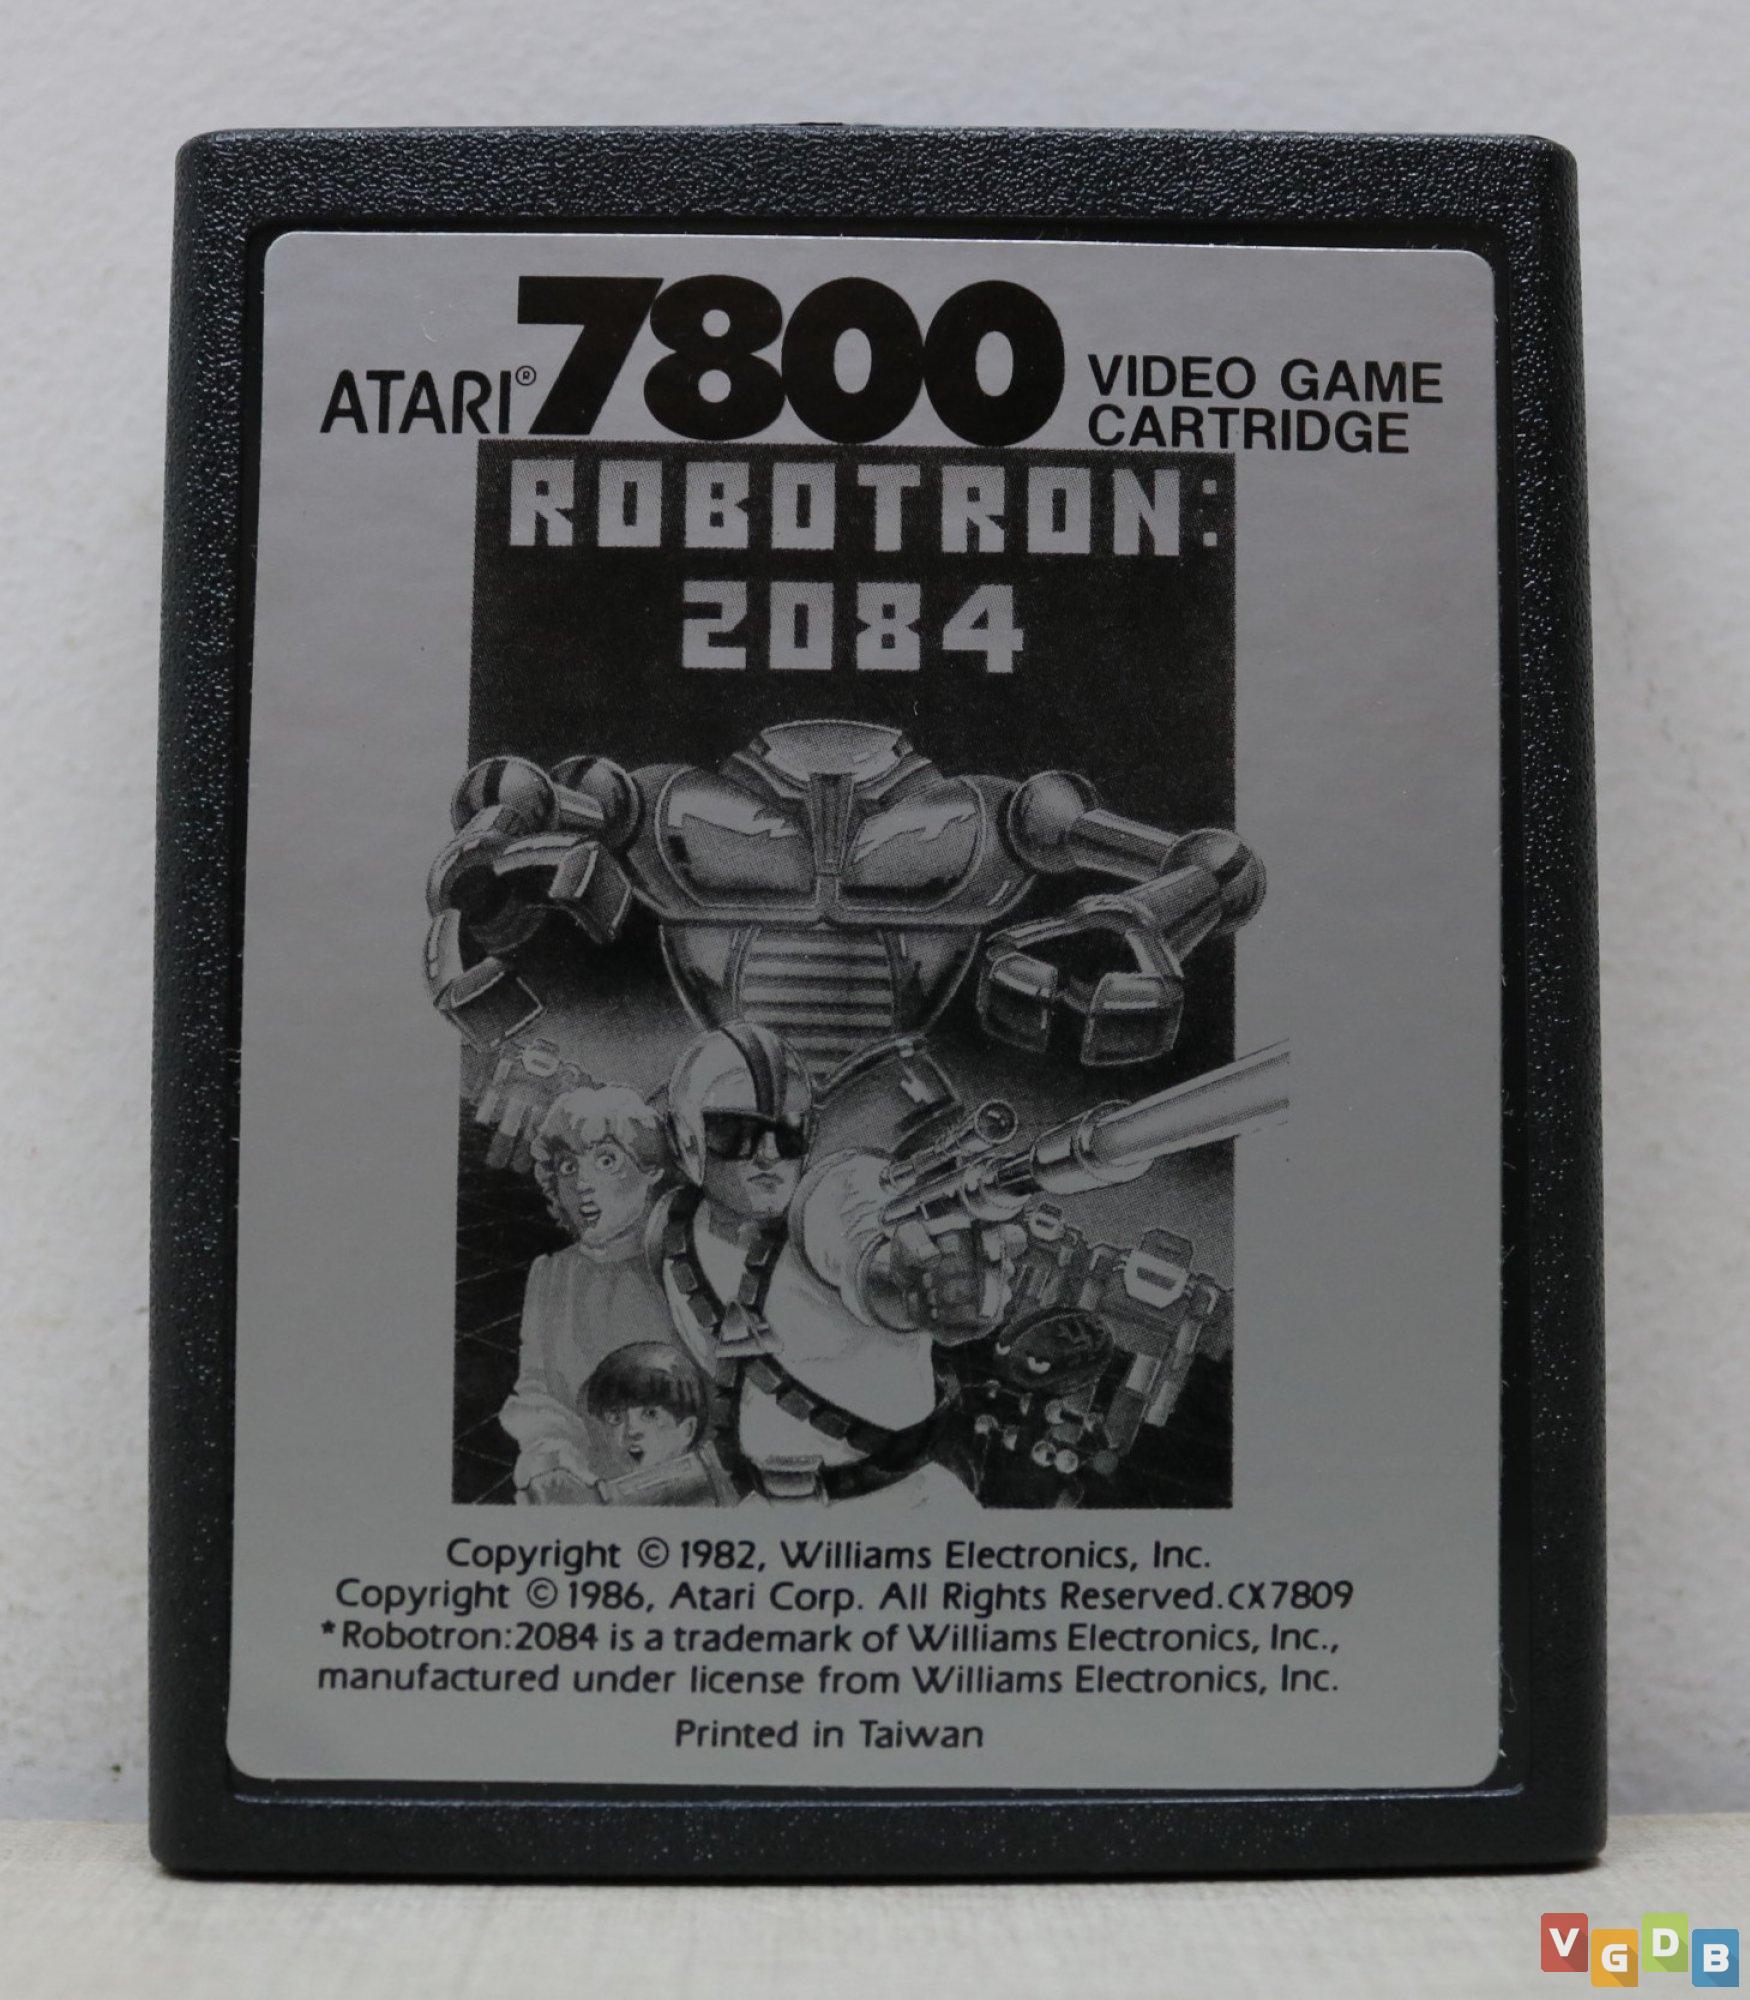 ATARI® 7800 VIDEO GAME
CARTRIDGE
ROBOTRON:
2084
Copyright © 1982, Williams Electronics, Inc.
Copyright © 1986, Atari Corp. All Rights Reserved.CX7809
*Robotron:2084 is a trademark of Williams Electronics, Inc.,
manufactured under license from Williams Electronics, Inc.
Printed in Taiwan
VGDB